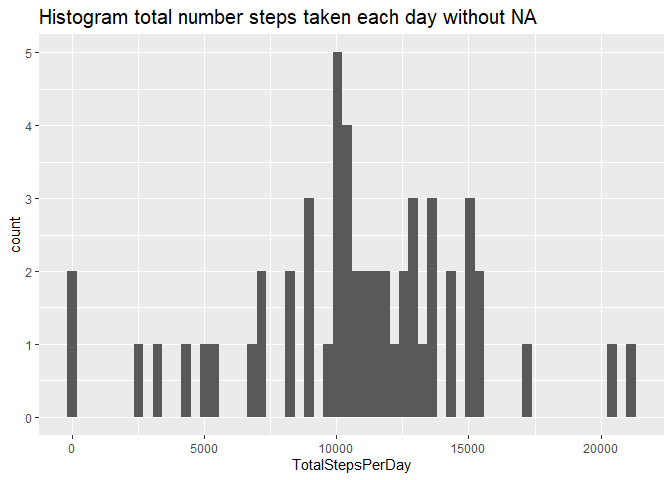 Histogram total number steps taken each day without NA
5
4
3
2
1
0
count
0 5000 10000 15000 20000
TotalStepsPerDay